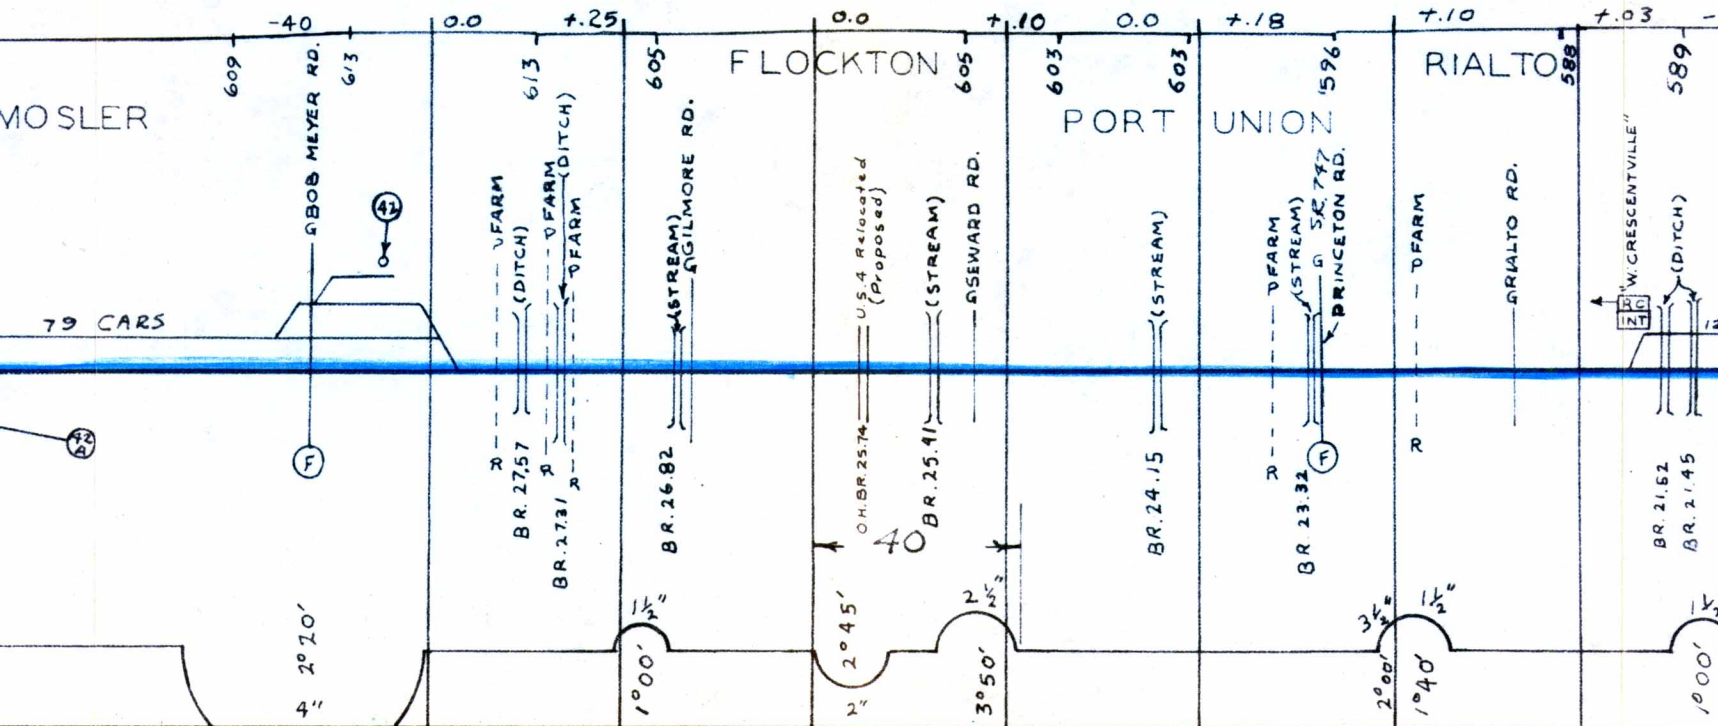 -40
0.0
+.25
0.0
+.10
0.0
+.18
+.10
+.03
-
609
613
613
605
605
603
603
596
588
589
MOSLER
FLOCKTON
PORT UNION
RIALTO
BOB MEYER RD.
42
FARM
(DITCH)
FARM
(DITCH)
FARM
(STREAM)
GILMORE RD.
U.S.4 Relocated
(Proposed)
(STREAM)
SEWARD RD.
(STREAM)
FARM
(STREAM)
S.R. 747
PRINCETON RD.
FARM
RIALTO RD.
"W. CRESCENTVILLE"
RC
INT
(DITCH)
79 CARS
12
42
A
F
R
BR. 27.57
R
BR. 27.31
R
BR. 26.82
OH.BR. 25.74
BR. 25.41
BR. 24.15
R
BR. 23.32
F
R
BR. 21.52
BR. 21.45
40
2°20'
4"
1½"
1°00'
2°45'
2"
2½"
3°50'
3½"
2°00'
1½"
1°40'
1½
1°00'